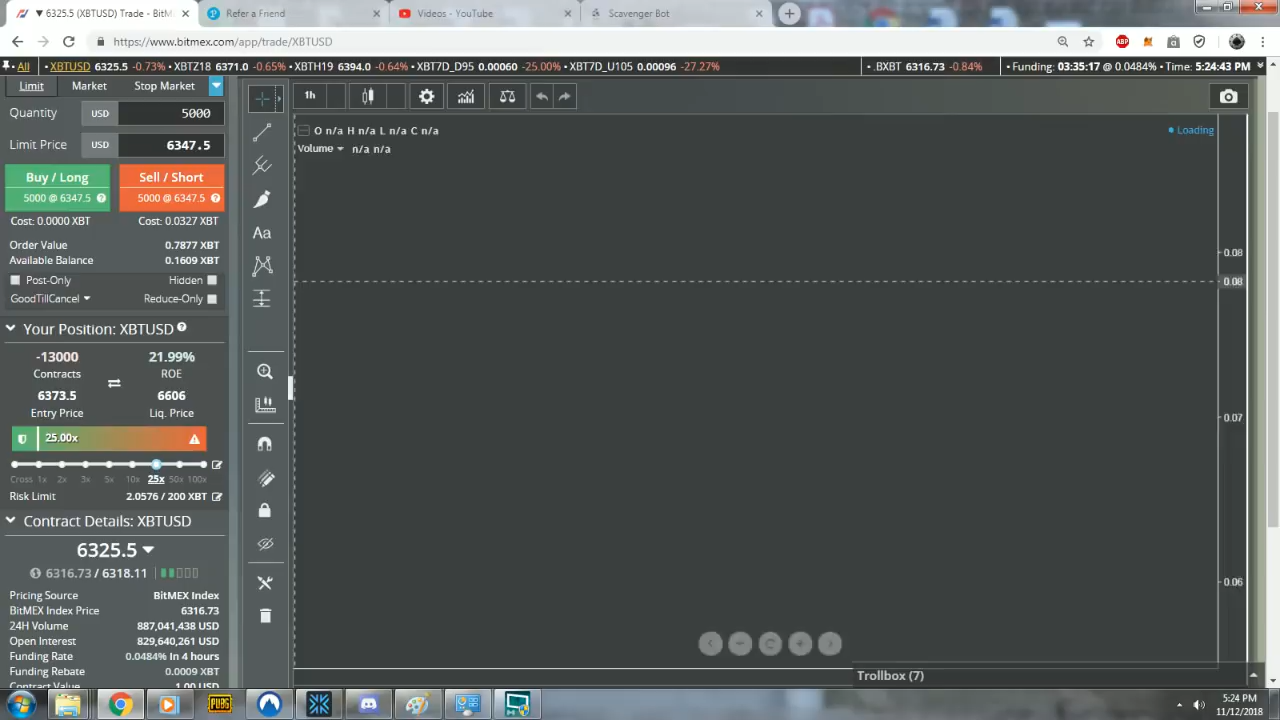 ▼ 6325.5 (XBTUSD) Trade - BitM
Refer a Friend
Videos - YouTube
Scavenger Bot
https://www.bitmex.com/app/trade/XBTUSD
ABP
All XBTUSD 6325.5 -0.73% XBTZ18 6371.0 -0.65% XBTH19 6394.0 -0.64% XBT7D_D95 0.00060 -25.00% XBT7D_U105 0.00096 -27.27% .BXBT 6316.73 -0.84% Funding: 03:35:17 @ 0.0484% Time: 5:24:43 PM
Limit Market Stop Market
1h
Quantity USD 5000
Limit Price USD 6347.5
O n/a H n/a L n/a C n/a
Loading
Volume n/a n/a
Buy / Long
5000 @ 6347.5
Sell / Short
5000 @ 6347.5
Cost: 0.0000 XBT Cost: 0.0327 XBT
Order Value 0.7877 XBT
Available Balance 0.1609 XBT
Post-Only Hidden
GoodTillCancel Reduce-Only
Aa
Your Position: XBTUSD
-13000 21.99%
Contracts ROE
6373.5 6606
Entry Price Liq. Price
25.00x
Cross 1x 2x 3x 5x 10x 25x 50x 100x
Risk Limit 2.0576 / 200 XBT
Contract Details: XBTUSD
6325.5
6316.73 / 6318.11
Pricing Source BitMEX Index
BitMEX Index Price 6316.73
24H Volume 887,041,438 USD
Open Interest 829,640,261 USD
Funding Rate 0.0484% In 4 hours
Funding Rebate 0.0009 XBT
Contract Value 1.00 USD
0.08
0.08
0.07
0.06
Trollbox (7)
PUBG
5:24 PM
11/12/2018